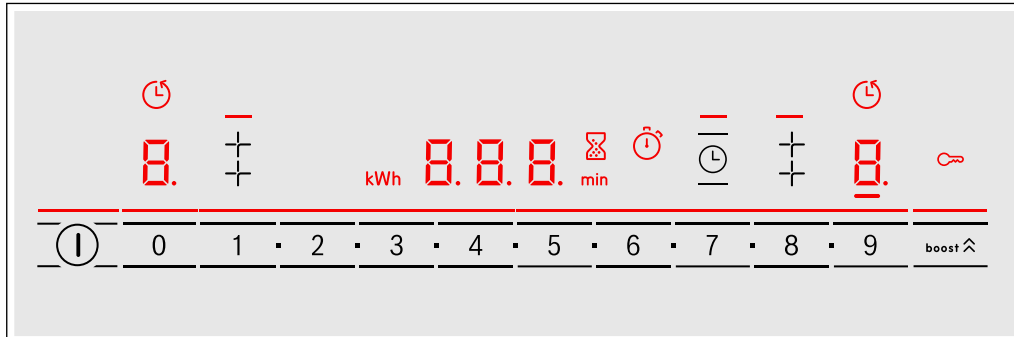 8. kWh 8.8.8 min 8.
0 1 · 2 · 3 · 4 · 5 · 6 · 7 · 8 · 9 boost